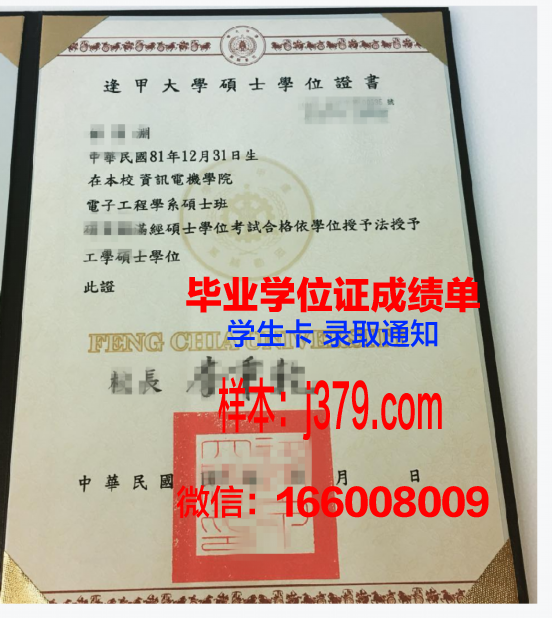 逢甲大學碩士學位證書
號
中華民國81年12月31日生
在本校 資訊電機學院
電子工程學系碩士班
經碩士學位考試合格依學位授予法授予
工學碩士學位
此證
毕业学位证成绩单
学生卡 录取通知
FENG CHIA UNIVERSITY
校長
样本：j379.com
中華民國 月 日
微信：166008009